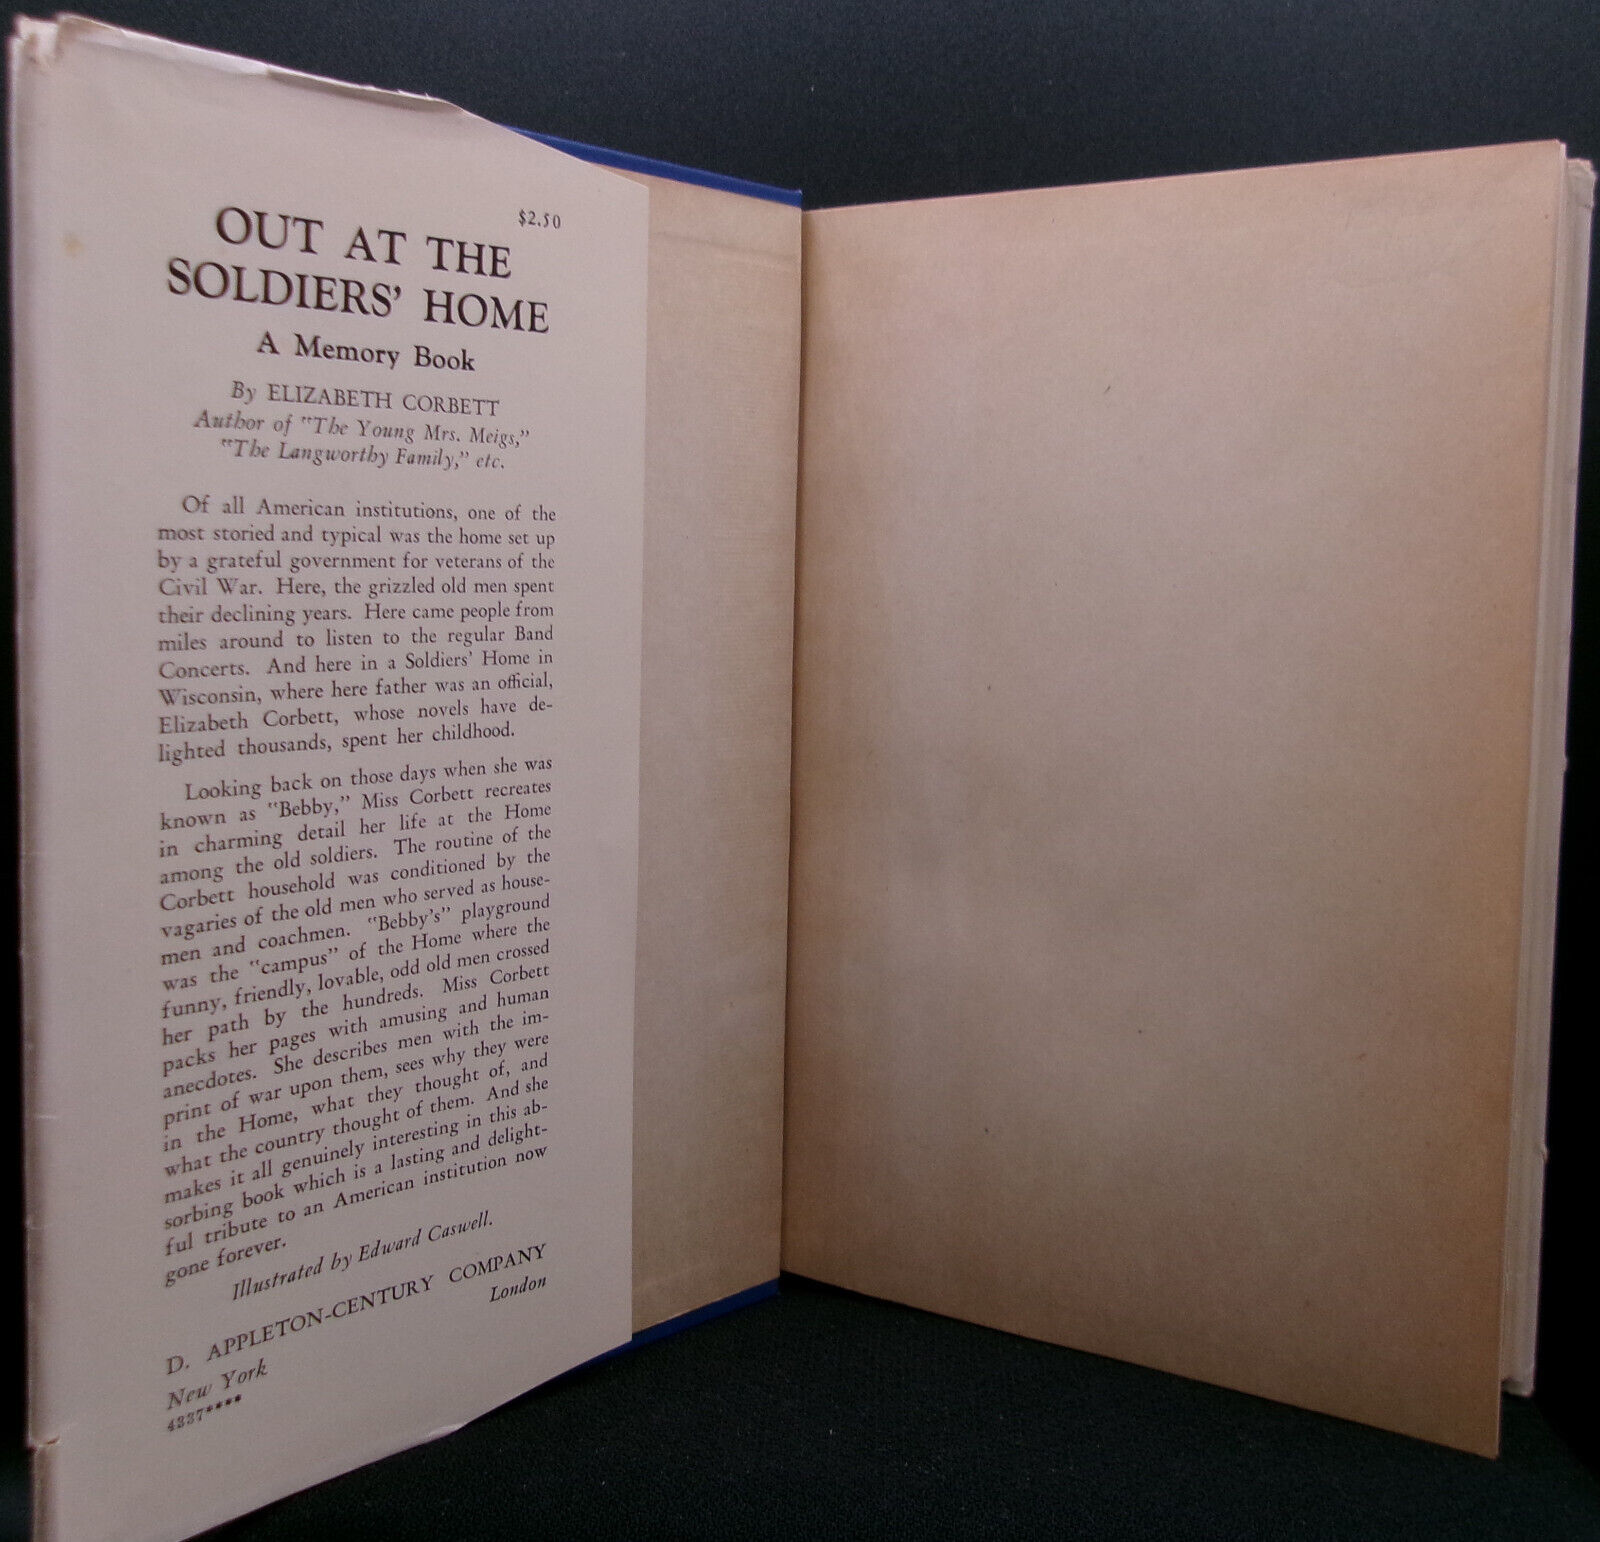 $2.50
OUT AT THE
SOLDIERS' HOME
A Memory Book
By ELIZABETH CORBETT
Author of "The Young Mrs. Meigs,"
"The Langworthy Family," etc.
Of all American institutions, one of the
most storied and typical was the home set up
by a grateful government for veterans of the
Civil War. Here, the grizzled old men spent
their declining years. Here came people from
miles around to listen to the regular Band
Concerts. And here in a Soldiers' Home in
Wisconsin, where here father was an official,
Elizabeth Corbett, whose novels have de-
lighted thousands, spent her childhood.
Looking back on those days when she was
known as "Bebby," Miss Corbett recreates
in charming detail her life at the Home
among the old soldiers. The routine of the
Corbett household was conditioned by the
vagaries of the old men who served as house-
men and coachmen. "Bebby's" playground
was the "campus" of the Home where the
funny, friendly, lovable, odd old men crossed
her path by the hundreds. Miss Corbett
packs her pages with amusing and human
anecdotes. She describes men with the im-
print of war upon them, sees why they were
in the Home, what they thought of, and
what the country thought of them. And she
makes it all genuinely interesting in this ab-
sorbing book which is a lasting and delight-
ful tribute to an American institution now
gone forever.
Illustrated by Edward Caswell.
D. APPLETON-CENTURY COMPANY
New York London
4337****